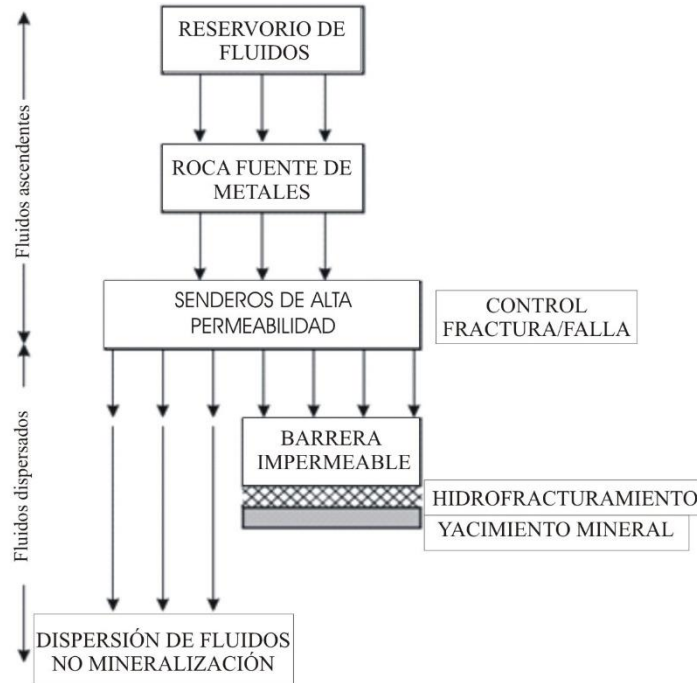 RESERVORIO DE
FLUIDOS
Fluidos ascendentes
ROCA FUENTE DE
METALES
SENDEROS DE ALTA
PERMEABILIDAD
CONTROL
FRACTURA/FALLA
Fluidos dispersados
BARRERA
IMPERMEABLE
HIDROFRACTURAMIENTO
YACIMIENTO MINERAL
DISPERSIÓN DE FLUIDOS
NO MINERALIZACIÓN